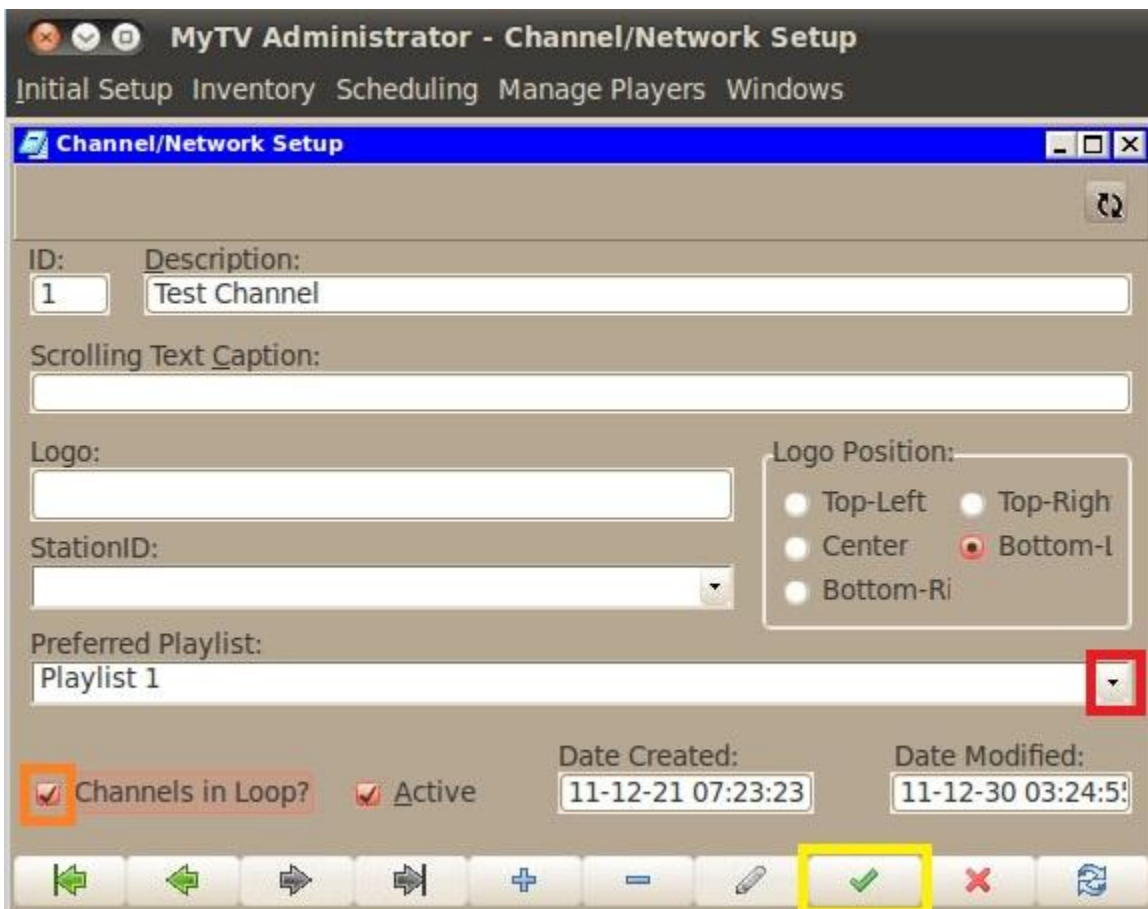 MyTV Administrator - Channel/Network Setup
Initial Setup Inventory Scheduling Manage Players Windows
Channel/Network Setup
ID: Description:
1 Test Channel
Scrolling Text Caption:
Logo: Logo Position:
Top-Left Top-Righ
StationID:
Center Bottom-L
Bottom-Ri
Preferred Playlist:
Playlist 1
Date Created: Date Modified:
Channels in Loop? Active 11-12-21 07:23:23 11-12-30 03:24:55